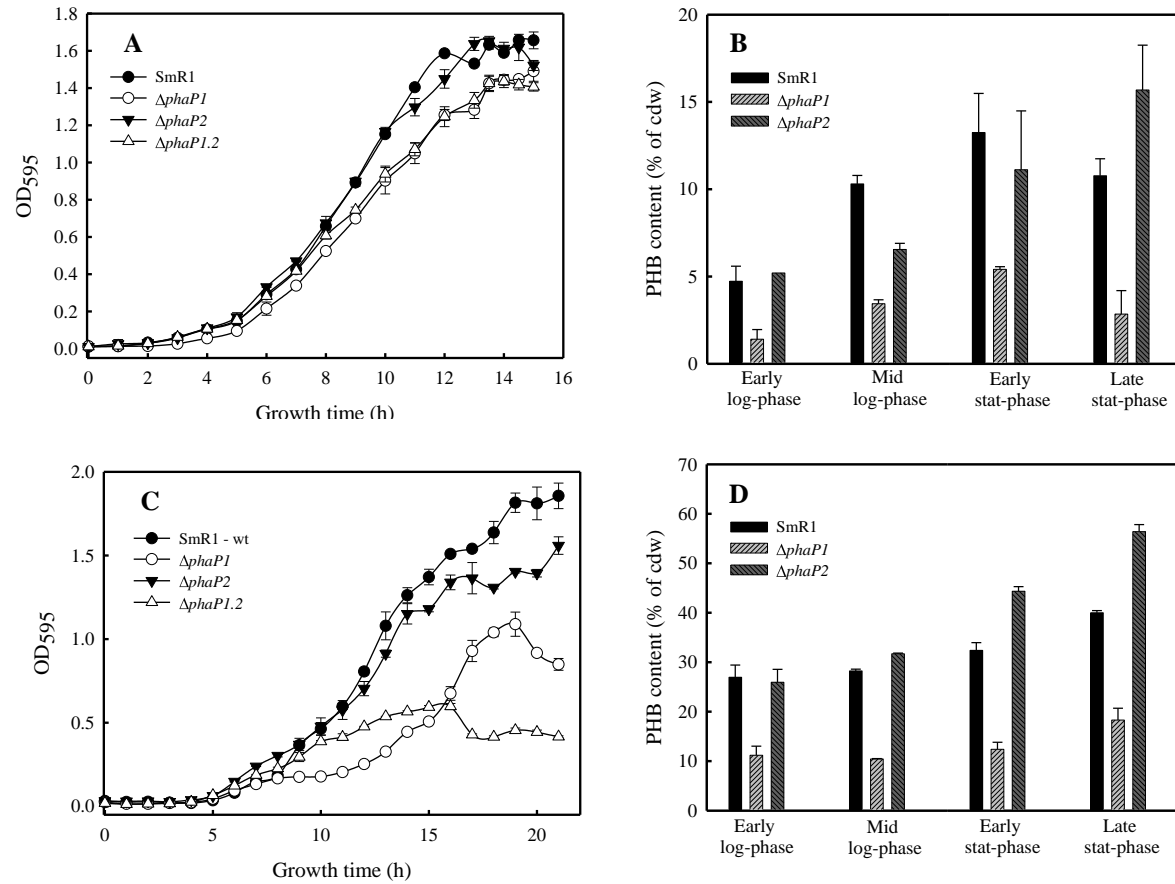 A
SmR1
ΔphaP1
ΔphaP2
ΔphaP1.2
1.8
1.6
1.4
1.2
1.0
0.8
0.6
0.4
0.2
0.0
OD595
0 2 4 6 8 10 12 14 16
Growth time (h)
B
SmR1
ΔphaP1
ΔphaP2
20
15
10
5
0
PHB content (% of cdw)
Early log-phase
Mid log-phase
Early stat-phase
Late stat-phase
C
SmR1 - wt
ΔphaP1
ΔphaP2
ΔphaP1.2
2.0
1.5
1.0
0.5
0.0
OD595
0 5 10 15 20
Growth time (h)
D
SmR1
ΔphaP1
ΔphaP2
70
60
50
40
30
20
10
0
PHB content (% of cdw)
Early log-phase
Mid log-phase
Early stat-phase
Late stat-phase